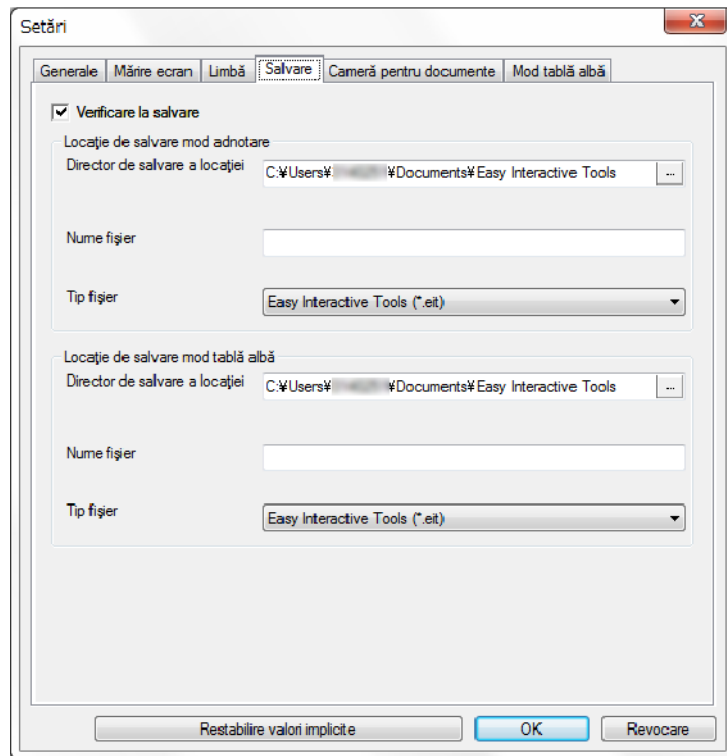 Setări
Generale Mărire ecran Limbă Salvare Cameră pentru documente Mod tablă albă
Verificare la salvare
Locaţie de salvare mod adnotare
Director de salvare a locaţiei C:¥Users¥ ¥Documents¥Easy Interactive Tools ...
Nume fişier
Tip fişier Easy Interactive Tools (*.eit)
Locaţie de salvare mod tablă albă
Director de salvare a locaţiei C:¥Users¥ ¥Documents¥Easy Interactive Tools ...
Nume fişier
Tip fişier Easy Interactive Tools (*.eit)
Restabilire valori implicite OK Revocare